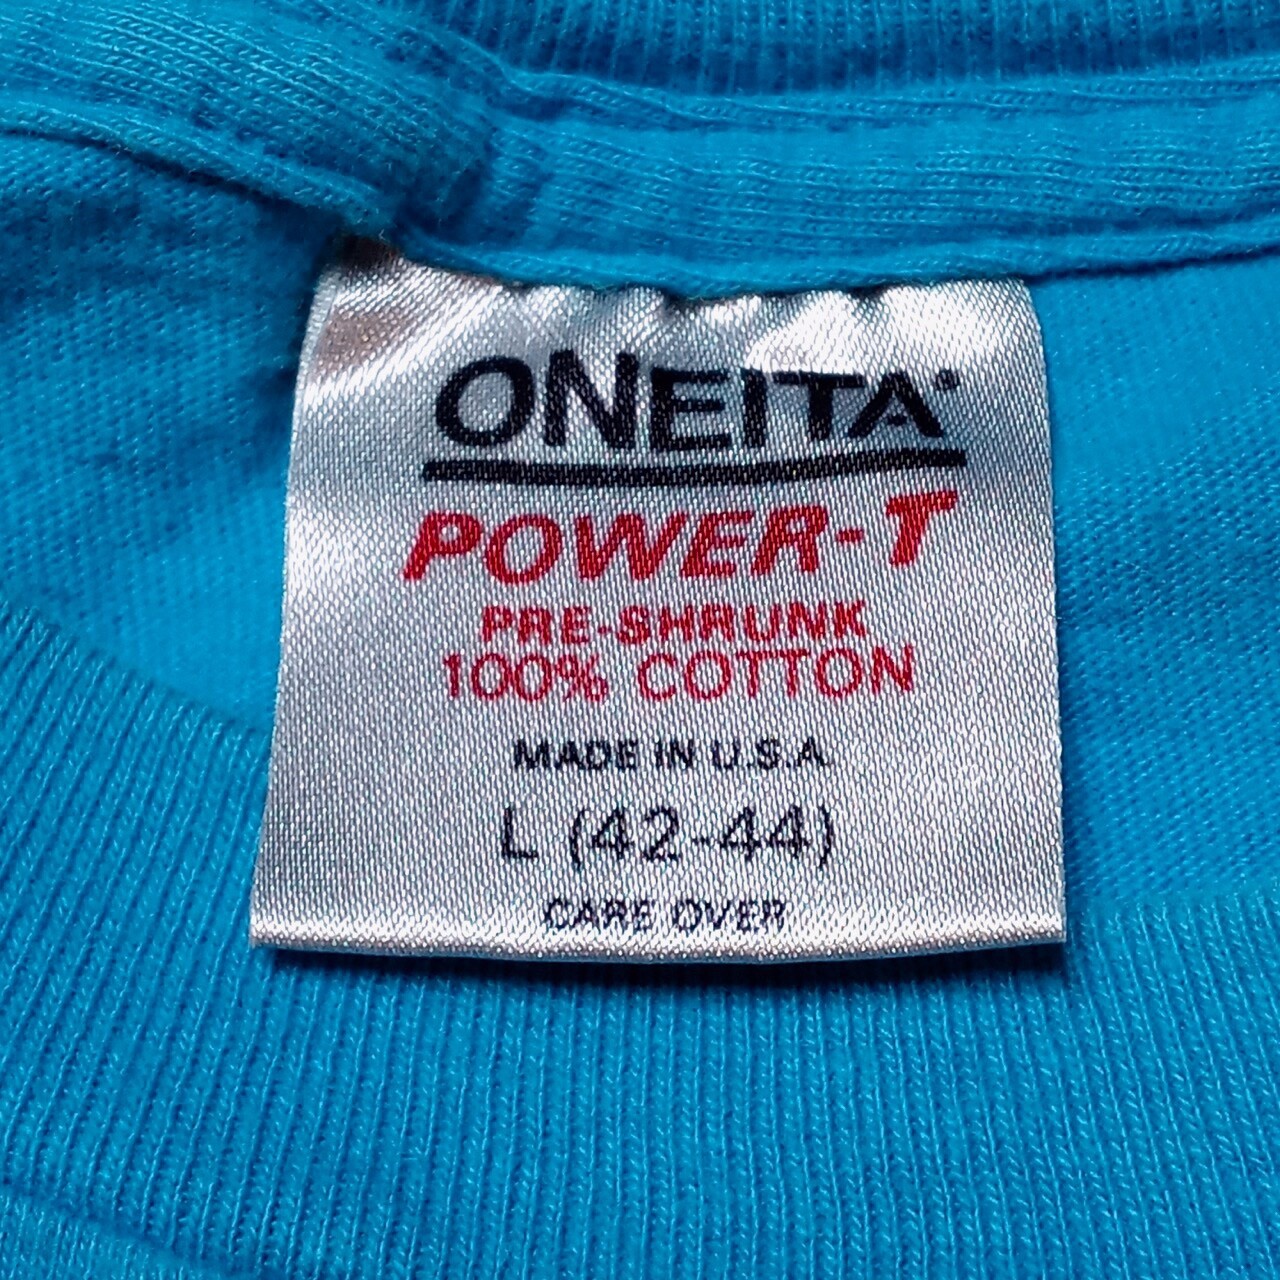 ONEITA®
POWER-T
PRE-SHRUNK
100% COTTON
MADE IN U.S.A.
L (42-44)
CARE OVER